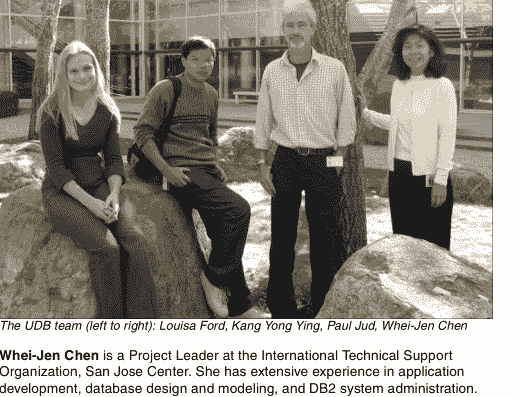 The UDB team (left to right): Louisa Ford, Kang Yong Ying, Paul Jud, Whei-Jen Chen
Whei-Jen Chen is a Project Leader at the International Technical Support
Organization, San Jose Center. She has extensive experience in application
development, database design and modeling, and DB2 system administration.